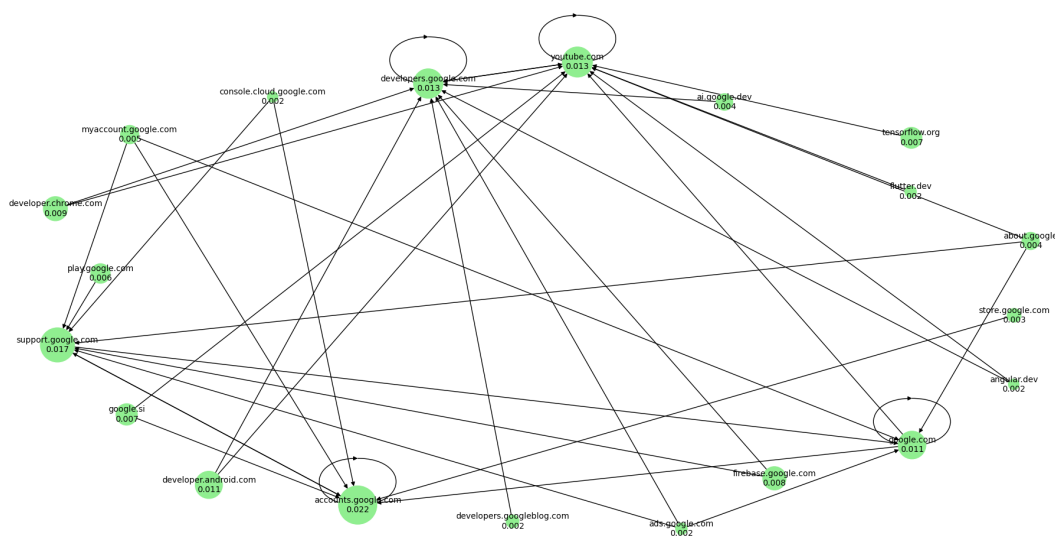 youtube.com
0.013
developers.google.com
0.013
console.cloud.google.com
0.002
ai.google.dev
0.004
myaccount.google.com
0.005
tensorflow.org
0.007
flutter.dev
0.002
developer.chrome.com
0.009
about.google
0.004
play.google.com
0.006
store.google.com
0.003
support.google.com
0.017
angular.dev
0.002
google.si
0.007
google.com
0.011
developer.android.com
0.011
firebase.google.com
0.008
accounts.google.com
0.022
developers.googleblog.com
0.002
ads.google.com
0.002